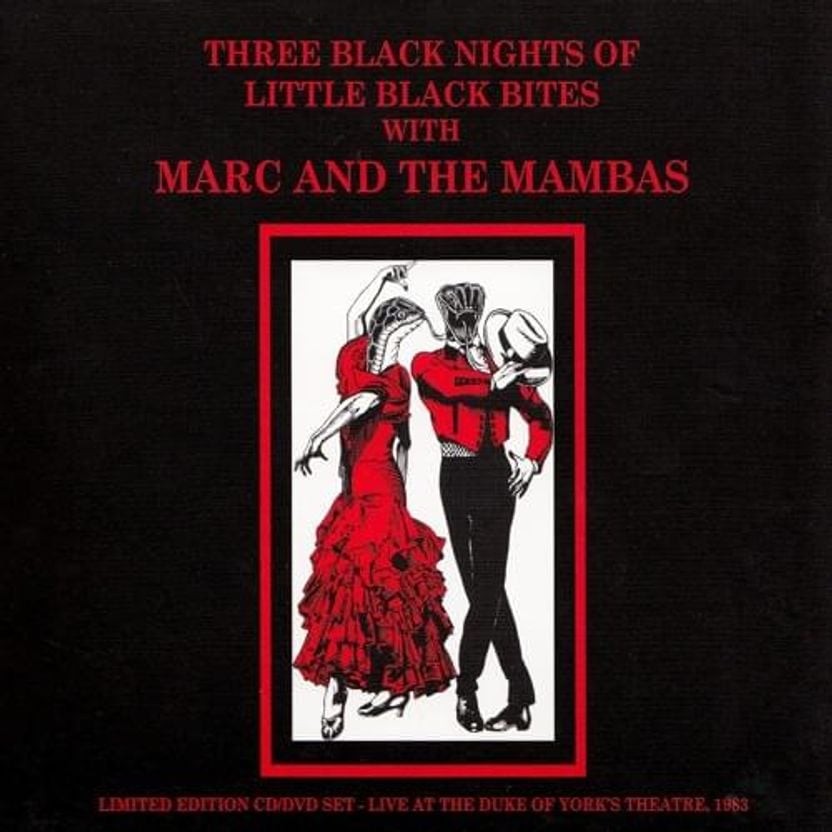 THREE BLACK NIGHTS OF
LITTLE BLACK BITES
WITH
MARC AND THE MAMBAS
LIMITED EDITION CD/DVD SET - LIVE AT THE DUKE OF YORK'S THEATRE, 1983